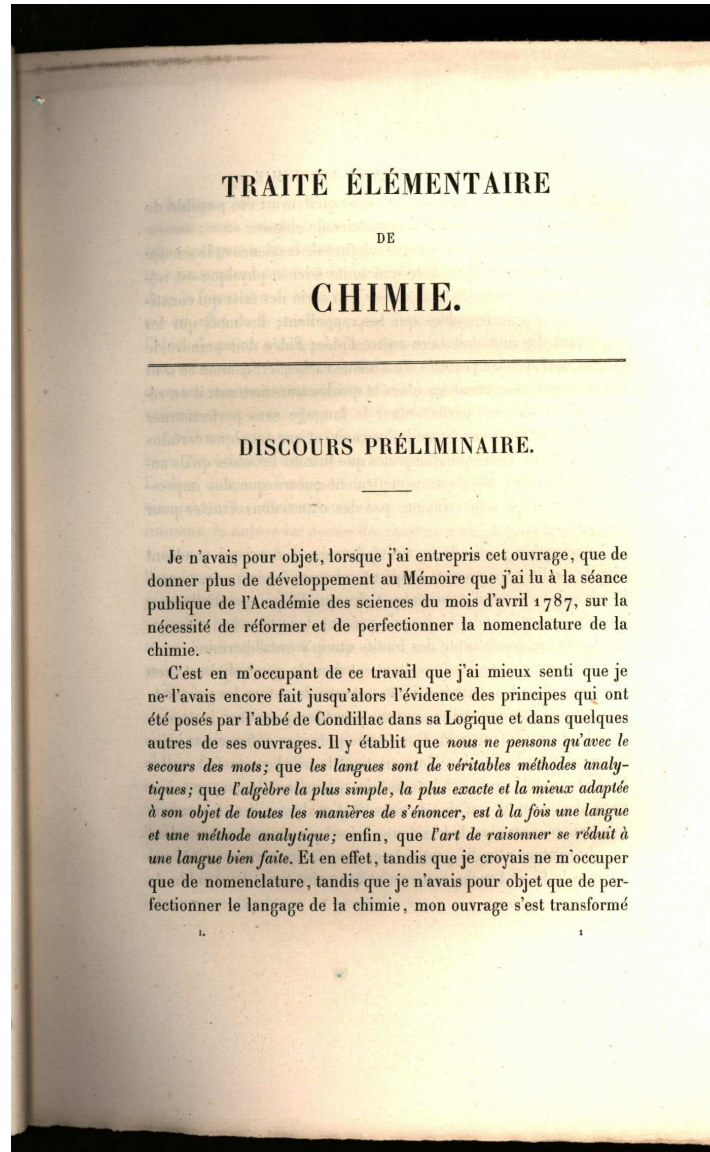 TRAITÉ ÉLÉMENTAIRE
DE
CHIMIE.
DISCOURS PRÉLIMINAIRE.
Je n'avais pour objet, lorsque j'ai entrepris cet ouvrage, que de
donner plus de développement au Mémoire que j'ai lu à la séance
publique de l'Académie des sciences du mois d'avril 1787, sur la
nécessité de réformer et de perfectionner la nomenclature de la
chimie.
C'est en m'occupant de ce travail que j'ai mieux senti que je
ne l'avais encore fait jusqu'alors l'évidence des principes qui ont
été posés par l'abbé de Condillac dans sa Logique et dans quelques
autres de ses ouvrages. Il y établit que nous ne pensons qu'avec le
secours des mots; que les langues sont de véritables méthodes analy-
tiques; que l'algèbre la plus simple, la plus exacte et la mieux adaptée
à son objet de toutes les manières de s'énoncer, est à la fois une langue
et une méthode analytique; enfin, que l'art de raisonner se réduit à
une langue bien faite. Et en effet, tandis que je croyais ne m'occuper
que de nomenclature, tandis que je n'avais pour objet que de per-
fectionner le langage de la chimie, mon ouvrage s'est transformé
I. 1